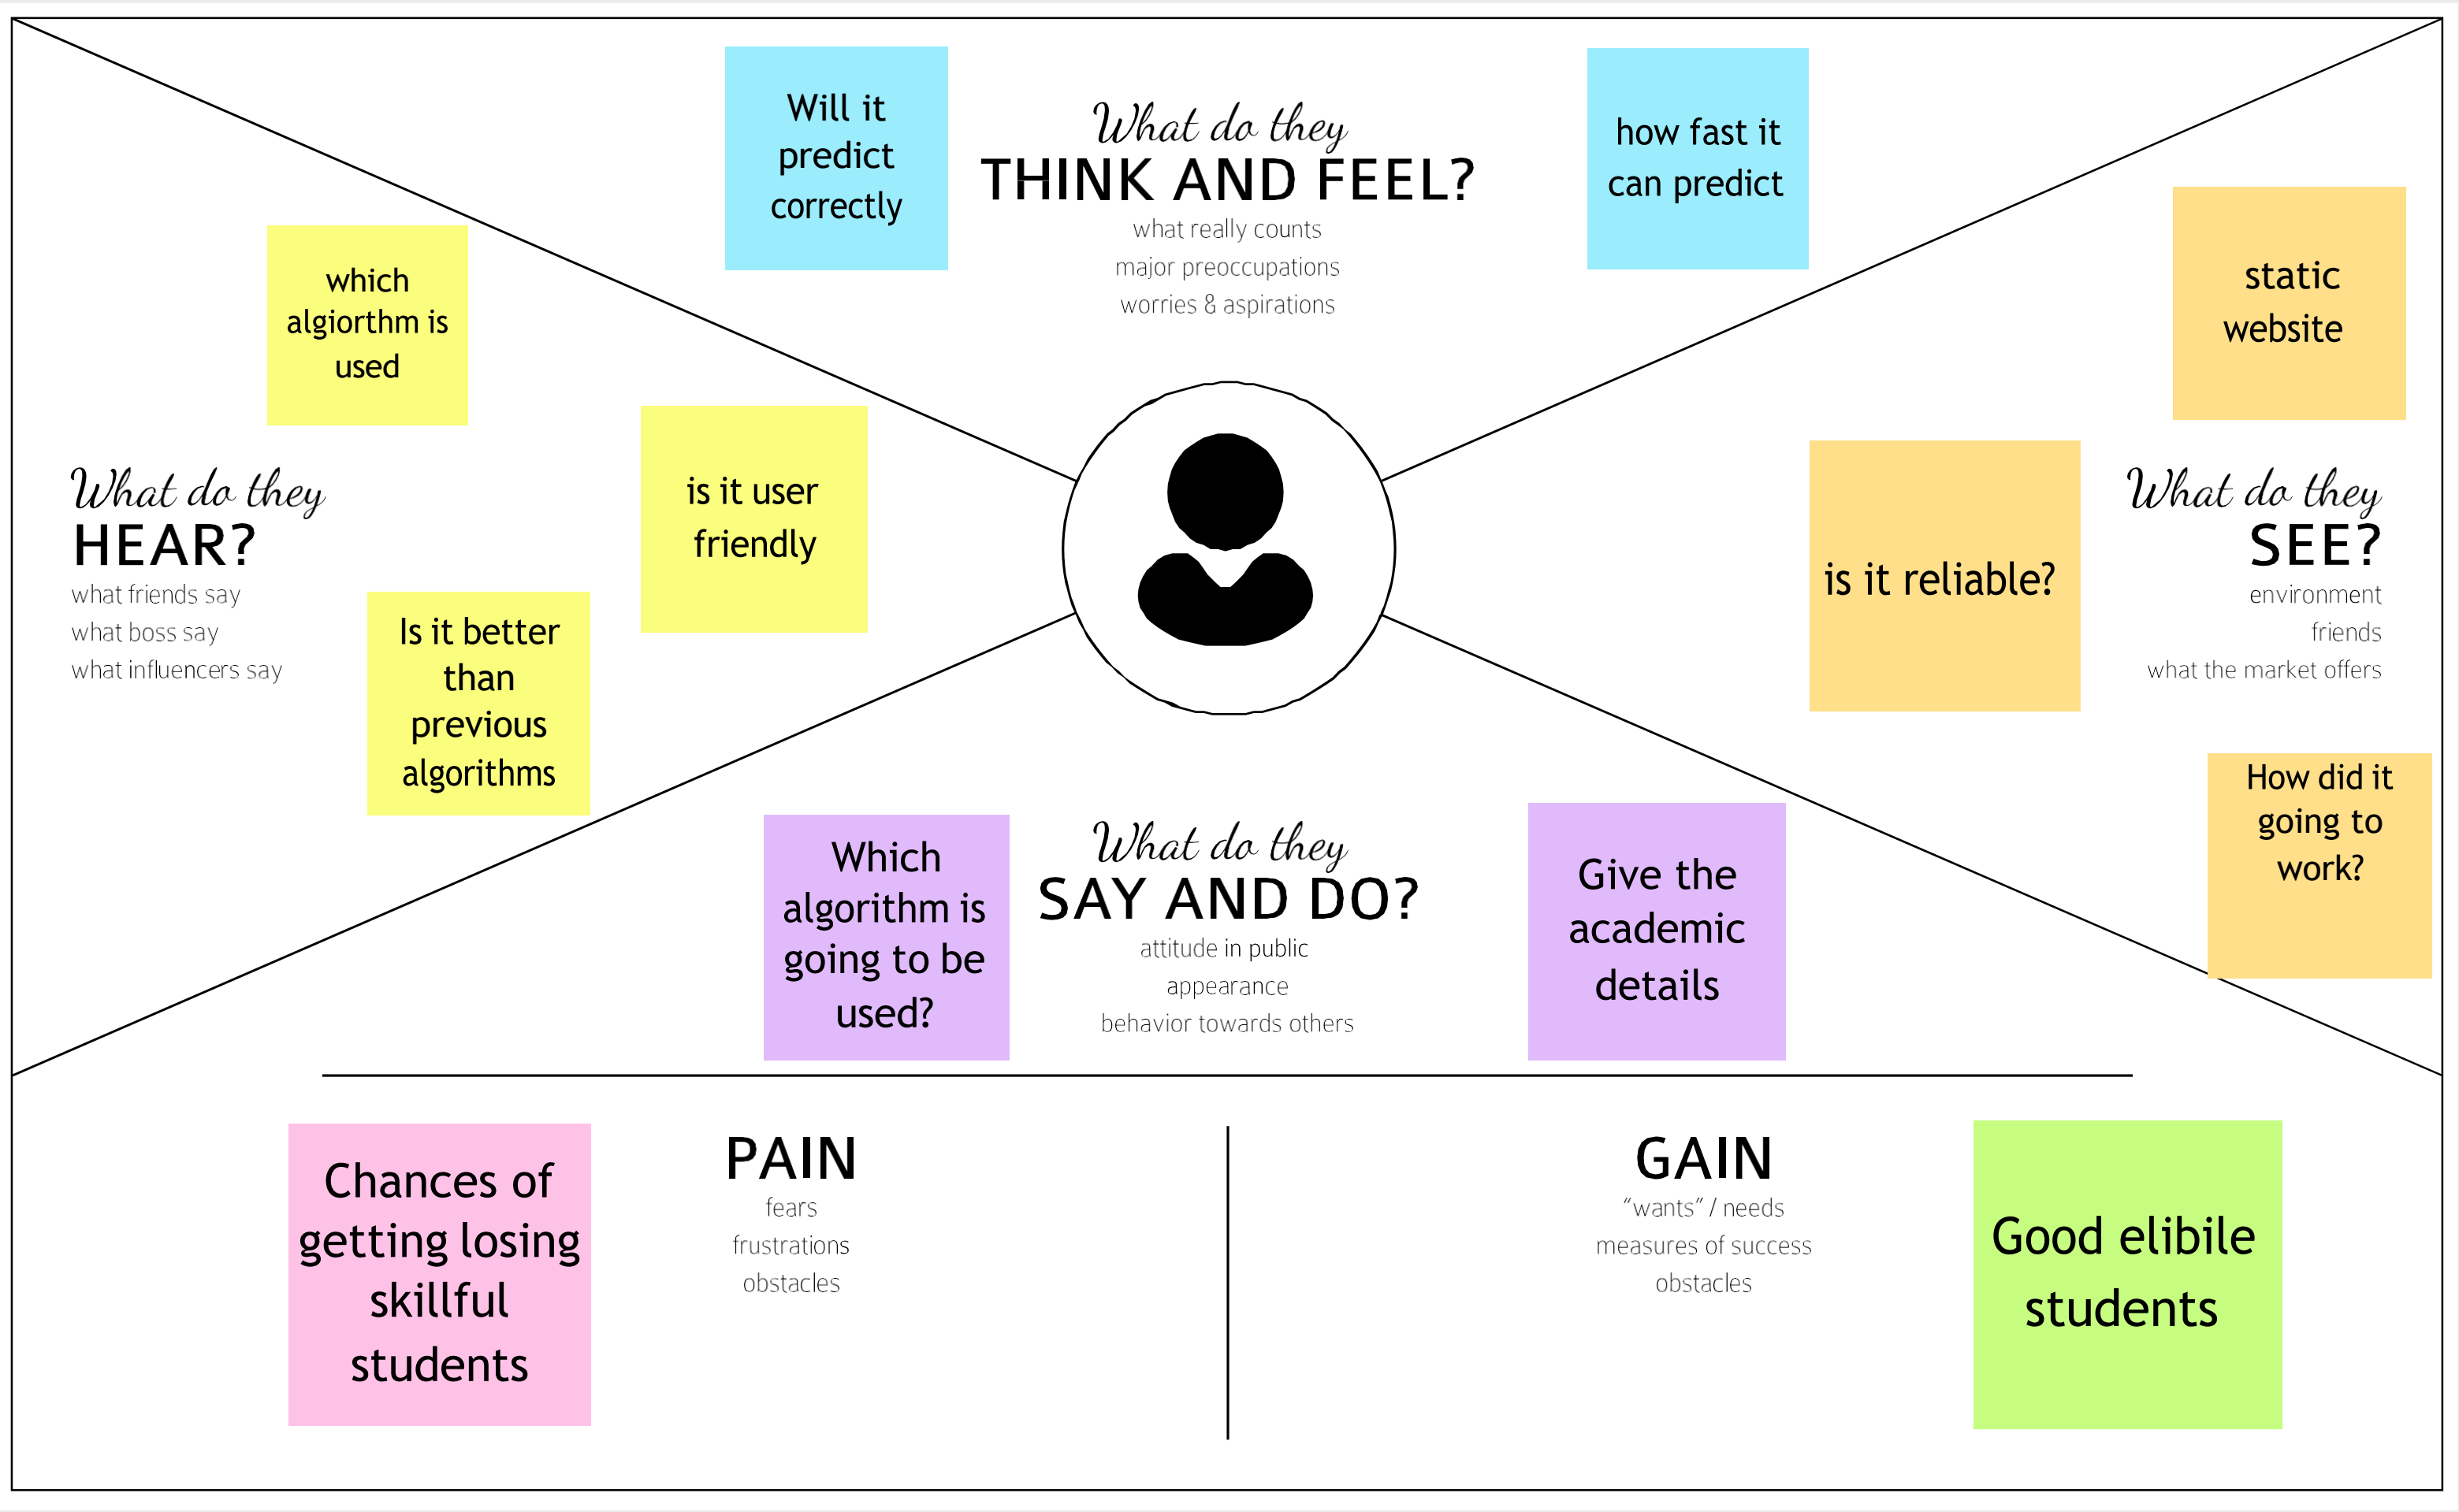 Will it
predict
correctly
What do they
THINK AND FEEL?
what really counts
major preoccupations
worries & aspirations
how fast it
can predict
which
algiorthm is
used
is it user
friendly
What do they
HEAR?
what friends say
what boss say
what influencers say
Is it better
than
previous
algorithms
static
website
is it reliable?
What do they
SEE?
environment
friends
what the market offers
How did it
going to
work?
Which
algorithm is
going to be
used?
What do they
SAY AND DO?
attitude in public
appearance
behavior towards others
Give the
academic
details
Chances of
getting losing
skillful
students
PAIN
fears
frustrations
obstacles
GAIN
“wants” / needs
measures of success
obstacles
Good elibile
students